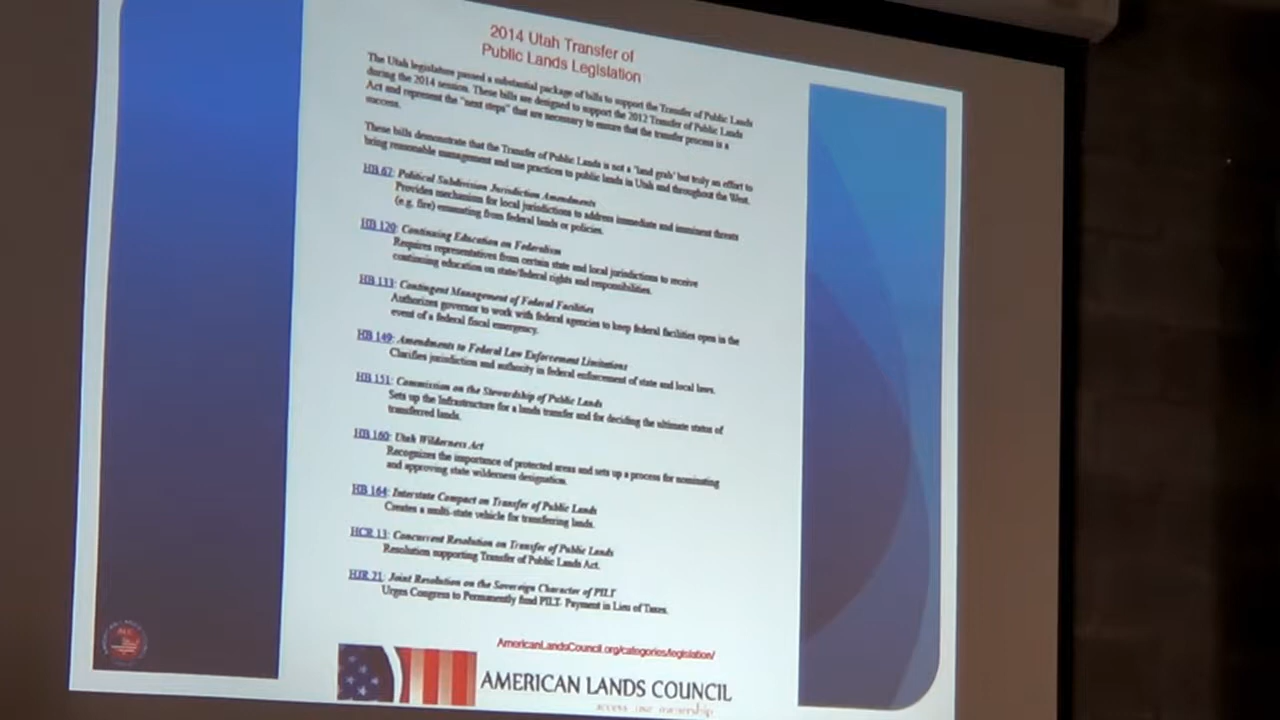 2014 Utah Transfer of
Public Lands Legislation
The Utah legislature passed a substantial package of bills to support the Transfer of Public Lands
during the 2014 session. These bills are designed to support the 2012 Transfer of Public Lands
Act and represent the "next steps" that are necessary to ensure that the transfer process is a
success.
These bills demonstrate that the Transfer of Public Lands is not a "land grab" but truly an effort to
bring reasonable management and use practices to public lands in Utah and throughout the West.
HB 67: Political Subdivision Jurisdiction Amendments
Provides mechanism for local jurisdictions to address immediate and imminent threats
(e.g. fire) emanating from federal lands or policies.
HB 120: Continuing Education on Federalism
Requires representatives from certain state and local jurisdictions to receive
continuing education on state/federal rights and responsibilities.
HB 133: Contingent Management of Federal Facilities
Authorizes governor to work with federal agencies to keep federal facilities open in the
event of a federal fiscal emergency.
HB 149: Amendments to Federal Law Enforcement Limitations
Clarifies jurisdiction and authority in federal enforcement of state and local laws.
HB 151: Commission on the Stewardship of Public Lands
Sets up the Infrastructure for a lands transfer and for deciding the ultimate status of
transferred lands.
HB 160: Utah Wilderness Act
Recognizes the importance of protected areas and sets up a process for nominating
and approving state wilderness designation.
HB 164: Interstate Compact on Transfer of Public Lands
Creates a multi-state vehicle for transferring lands.
HCR 13: Concurrent Resolution on Transfer of Public Lands
Resolution supporting Transfer of Public Lands Act.
HJR 21: Joint Resolution on the Sovereign Character of PILT
Urges Congress to Permanently fund PILT- Payment in Lieu of Taxes.
AmericanLandsCouncil.org/categories/legislation/
AMERICAN LANDS COUNCIL
access use ownership
ALC